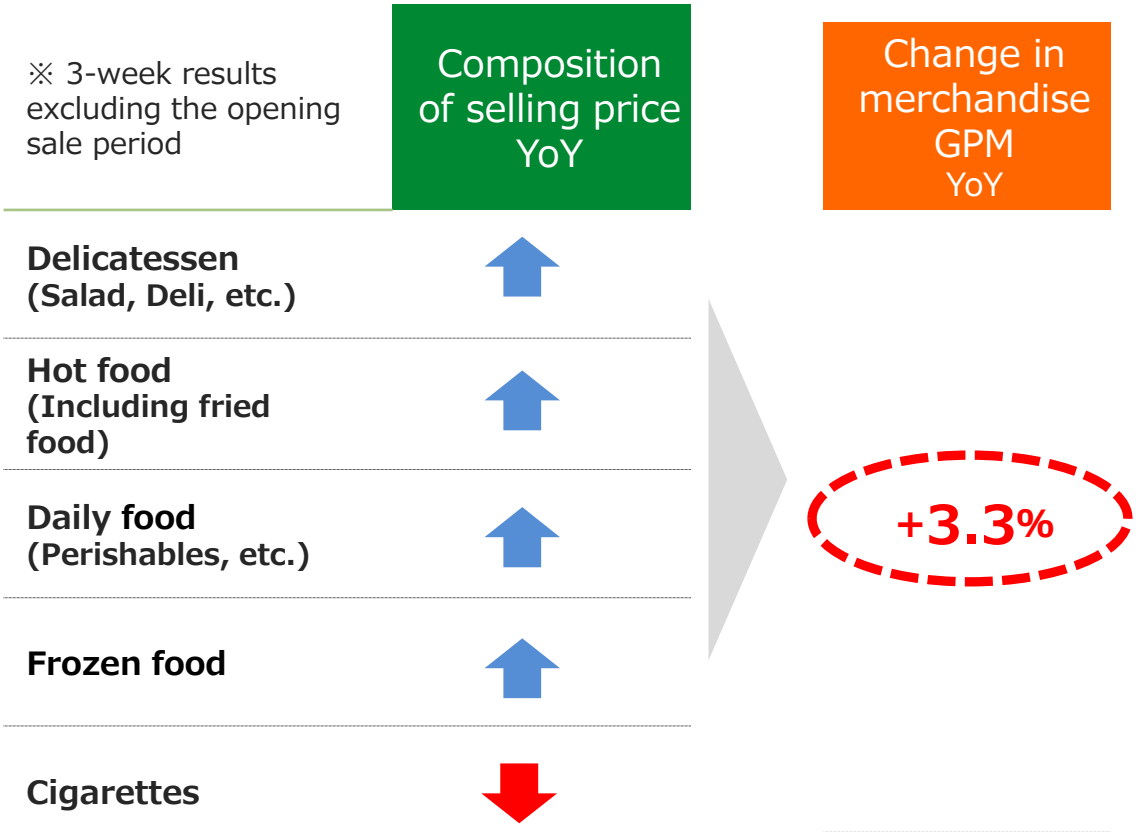 ※ 3-week results
excluding the opening
sale period
Composition
of selling price
YoY
Change in
merchandise
GPM
YoY
Delicatessen
(Salad, Deli, etc.)
Hot food
(Including fried
food)
Daily food
(Perishables, etc.)
+3.3%
Frozen food
Cigarettes